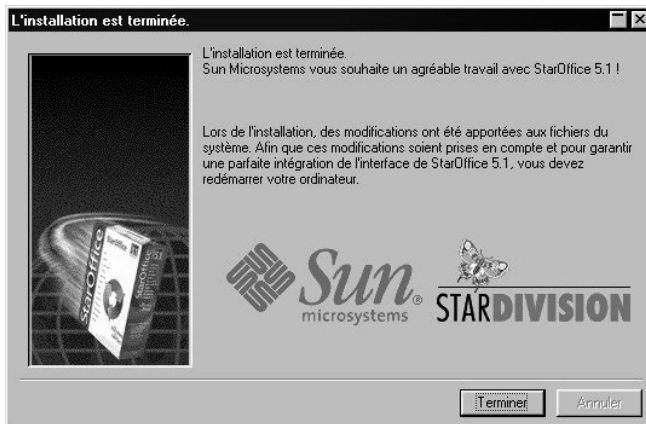 L'installation est terminée.
L'installation est terminée.
Sun Microsystems vous souhaite un agréable travail avec StarOffice 5.1 !
Lors de l'installation, des modifications ont été apportées aux fichiers du
système. Afin que ces modifications soient prises en compte et pour garantir
une parfaite intégration de l'interface de StarOffice 5.1, vous devez
redémarrer votre ordinateur.
StarOffice
StarOffice
Sun
microsystems
STARDIVISION
Terminer
Annuler